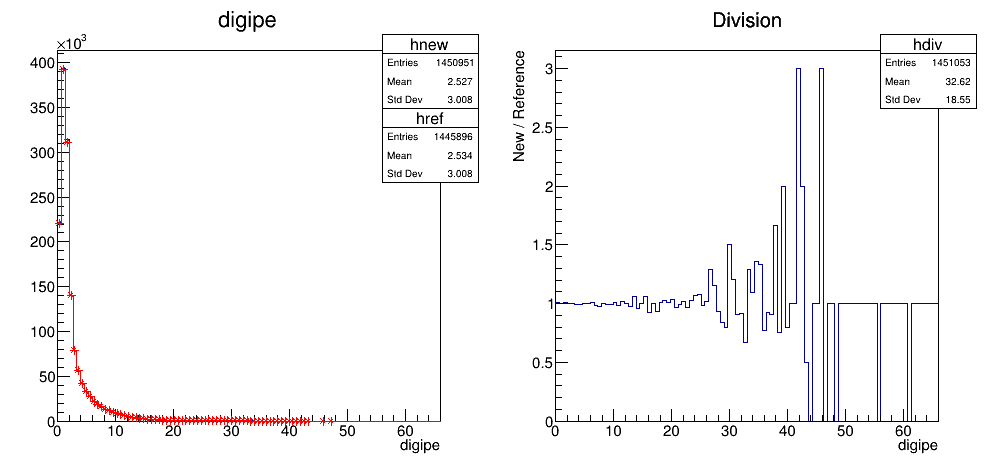 digipe
×10³
400
350
300
250
200
150
100
50
0
0 10 20 30 40 50 60
digipe
hnew
Entries 1450951
Mean 2.527
Std Dev 3.008
href
Entries 1445896
Mean 2.534
Std Dev 3.008
Division
New / Reference
3
2.5
2
1.5
1
0.5
0
0 10 20 30 40 50 60
digipe
hdiv
Entries 1451053
Mean 32.62
Std Dev 18.55